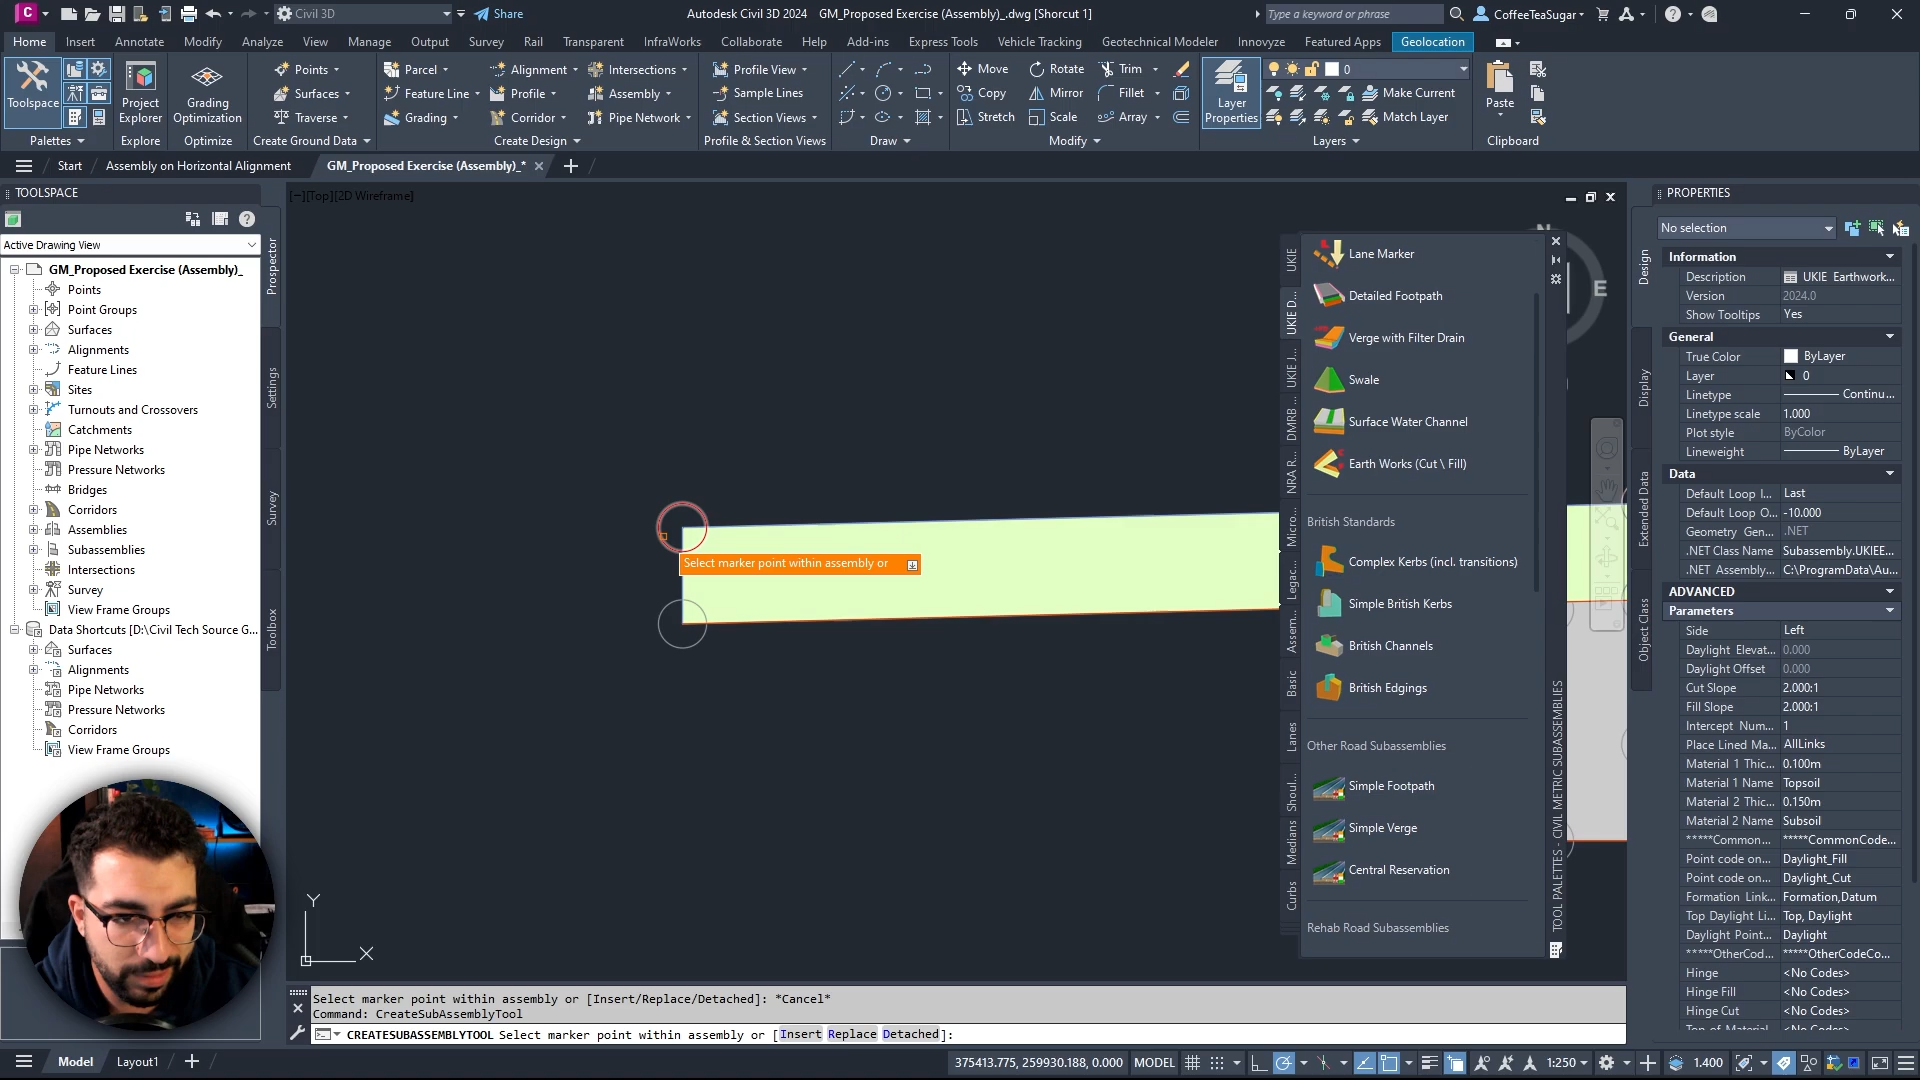 Civil 3D
Share
Autodesk Civil 3D 2024 GM_Proposed Exercise (Assembly)_.dwg [Shorcut 1]
Type a keyword or phrase
CoffeeTeaSugar
Home Insert Annotate Modify Analyze View Manage Output Survey Rail Transparent InfraWorks Collaborate Help Add-ins Express Tools Vehicle Tracking Geotechnical Modeler Innovyze Featured Apps Geolocation
Points Parcel Alignment Intersections Profile View Move Rotate Trim 0
Toolspace Project Explorer Grading Optimization
Surfaces Feature Line Profile Assembly Sample Lines Copy Mirror Fillet Layer Properties Make Current Paste
Traverse Grading Corridor Pipe Network Section Views Stretch Scale Array Match Layer
Palettes Explore Optimize Create Ground Data Create Design Profile & Section Views Draw Modify Layers Clipboard
Start Assembly on Horizontal Alignment GM_Proposed Exercise (Assembly)_*
TOOLSPACE
Active Drawing View
GM_Proposed Exercise (Assembly)_
Points
Point Groups
Surfaces
Alignments
Feature Lines
Sites
Turnouts and Crossovers
Catchments
Pipe Networks
Pressure Networks
Bridges
Corridors
Assemblies
Subassemblies
Intersections
Survey
View Frame Groups
Data Shortcuts [D:\Civil Tech Source G...
Surfaces
Alignments
Pipe Networks
Pressure Networks
Corridors
View Frame Groups
Prospector
Settings
Survey
Toolbox
[−][Top][2D Wireframe]
E
Select marker point within assembly or
Y
X
UKIE
UKIE D...
UKIE J...
DMRB ...
NRA R...
Micro...
Legac...
Assem...
Basic
Lanes
Shoul...
Medians
Curbs
Lane Marker
Detailed Footpath
Verge with Filter Drain
Swale
Surface Water Channel
Earth Works (Cut \ Fill)
British Standards
Complex Kerbs (incl. transitions)
Simple British Kerbs
British Channels
British Edgings
Other Road Subassemblies
Simple Footpath
Simple Verge
Central Reservation
Rehab Road Subassemblies
TOOL PALETTES - CIVIL METRIC SUBASSEMBLIES
PROPERTIES
No selection
Design
Display
Extended Data
Object Class
Information
Description UKIE Earthwork...
Version 2024.0
Show Tooltips Yes
General
True Color ByLayer
Layer 0
Linetype Continu...
Linetype scale 1.000
Plot style ByColor
Lineweight ByLayer
Data
Default Loop I... Last
Default Loop O... -10.000
Geometry Gen... .NET
.NET Class Name Subassembly.UKIEE...
.NET Assembly... C:\ProgramData\Au...
ADVANCED
Parameters
Side Left
Daylight Elevat... 0.000
Daylight Offset 0.000
Cut Slope 2.000:1
Fill Slope 2.000:1
Intercept Num... 1
Place Lined Ma... AllLinks
Material 1 Thic... 0.100m
Material 1 Name Topsoil
Material 2 Thic... 0.150m
Material 2 Name Subsoil
*****Common... *****CommonCode...
Point code on... Daylight_Fill
Point code on... Daylight_Cut
Formation Link... Formation,Datum
Top Daylight Li... Top, Daylight
Daylight Point... Daylight
*****OtherCod... *****OtherCodeCo...
Hinge <No Codes>
Hinge Fill <No Codes>
Hinge Cut <No Codes>
Select marker point within assembly or [Insert/Replace/Detached]: *Cancel*
Command: CreateSubAssemblyTool
CREATESUBASSEMBLYTOOL Select marker point within assembly or [Insert Replace Detached]:
Model Layout1
375413.775, 259930.188, 0.000 MODEL 1:250 1.400